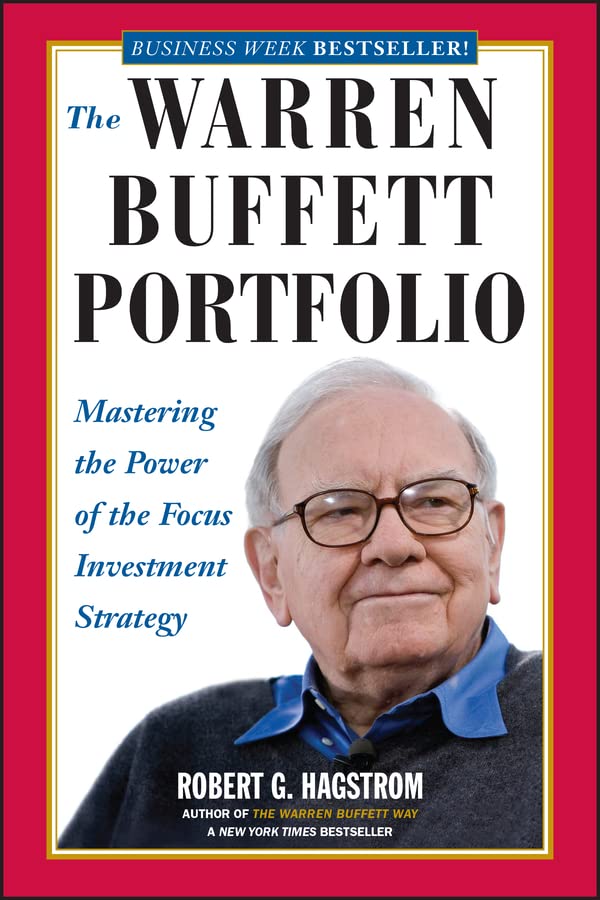 BUSINESS WEEK BESTSELLER!
The WARREN
BUFFETT
PORTFOLIO
Mastering
the Power
of the Focus
Investment
Strategy
ROBERT G. HAGSTROM
AUTHOR OF THE WARREN BUFFETT WAY
A NEW YORK TIMES BESTSELLER